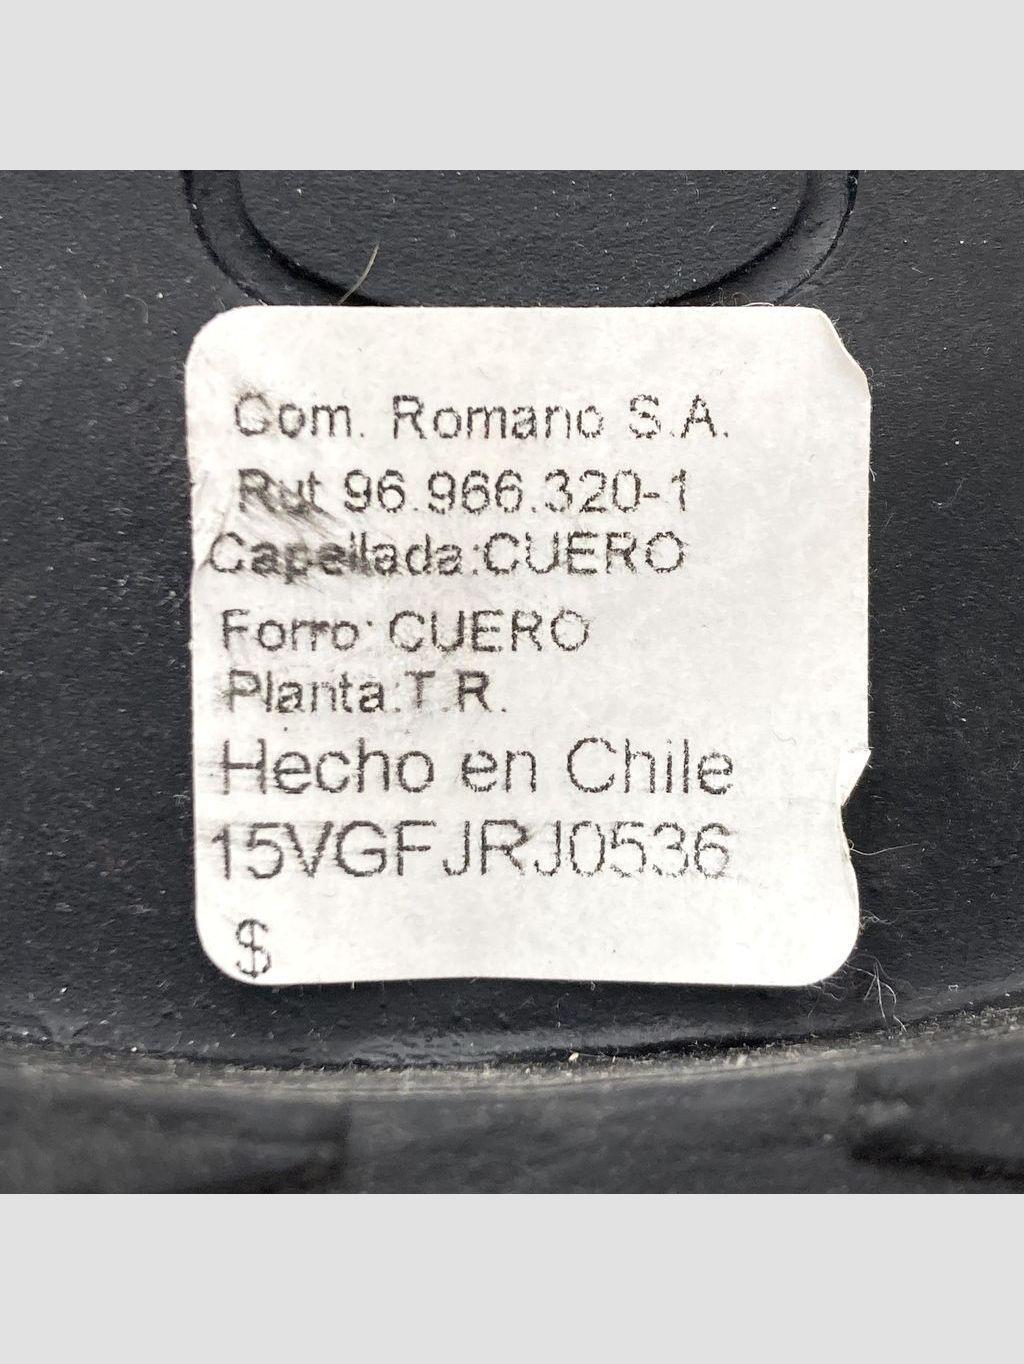 Com. Romano S.A.
Rut 96.966.320-1
Capellada:CUERO
Forro: CUERO
Planta:T.R.
Hecho en Chile
15VGFJRJ0536
$